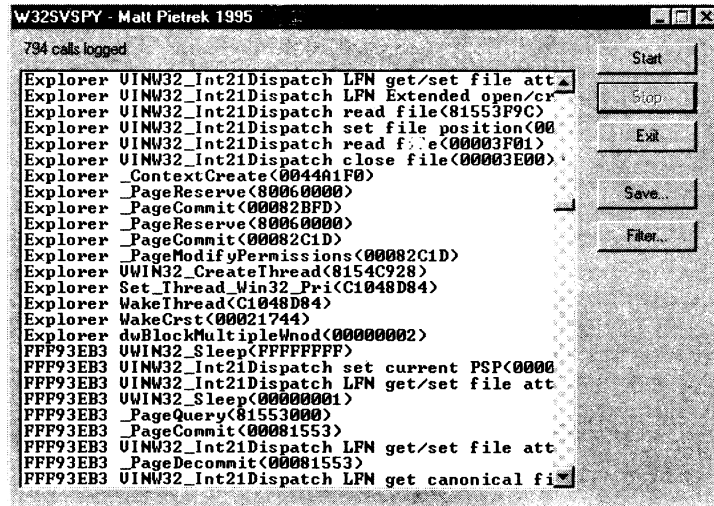 W32SVSPY - Matt Pietrek 1995
794 calls logged
Explorer VINW32_Int21Dispatch LFN get/set file att
Explorer VINW32_Int21Dispatch LFN Extended open/cr
Explorer VINW32_Int21Dispatch read file(81553F9C)
Explorer VINW32_Int21Dispatch set file position(00
Explorer VINW32_Int21Dispatch read file(00003F01)
Explorer VINW32_Int21Dispatch close file(00003E00)
Explorer _ContextCreate(0044A1F0)
Explorer _PageReserve(80060000)
Explorer _PageCommit(00082BFD)
Explorer _PageReserve(80060000)
Explorer _PageCommit(00082C1D)
Explorer _PageModifyPermissions(00082C1D)
Explorer VWIN32_CreateThread(8154C928)
Explorer Set_Thread_Win32_Pri(C1048D84)
Explorer WakeThread(C1048D84)
Explorer WakeCrst(00021744)
Explorer dwBlockMultipleWnod(00000002)
FFF93EB3 VWIN32_Sleep(FFFFFFFF)
FFF93EB3 VINW32_Int21Dispatch set current PSP(0000
FFF93EB3 VINW32_Int21Dispatch LFN get/set file att
FFF93EB3 VWIN32_Sleep(00000001)
FFF93EB3 _PageQuery(81553000)
FFF93EB3 _PageCommit(00081553)
FFF93EB3 VINW32_Int21Dispatch LFN get/set file att
FFF93EB3 _PageDecommit(00081553)
FFF93EB3 VINW32_Int21Dispatch LFN get canonical fi
Start
Stop
Exit
Save...
Filter...